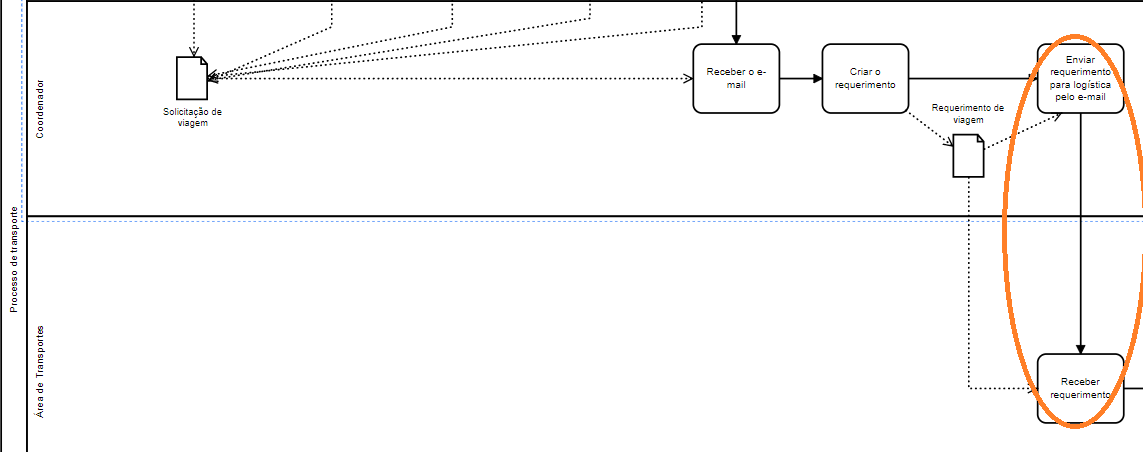 Processo de transporte
Coordenador
Solicitação de
viagem
Receber o e-
mail
Criar o
requerimento
Requerimento de
viagem
Enviar
requerimento
para logística
pelo e-mail
Área de Transportes
Receber
requerimento